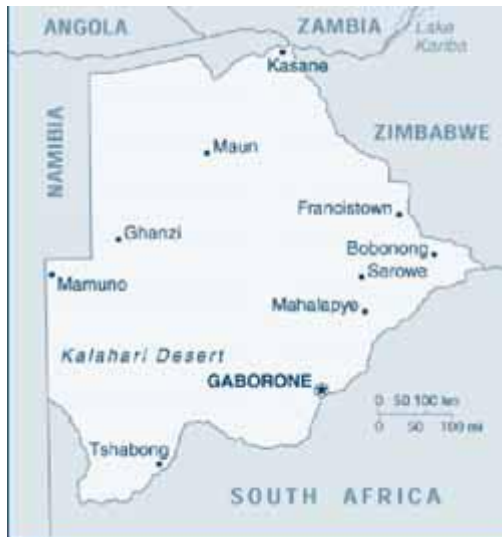 ANGOLA
ZAMBIA
Lake
Kariba
Kasane
NAMIBIA
ZIMBABWE
Maun
Francistown
Ghanzi
Bobonong
Serowe
Mamuno
Mahalapye
Kalahari Desert
GABORONE
0 50 100 km
0 50 100 mi
Tshabong
SOUTH AFRICA